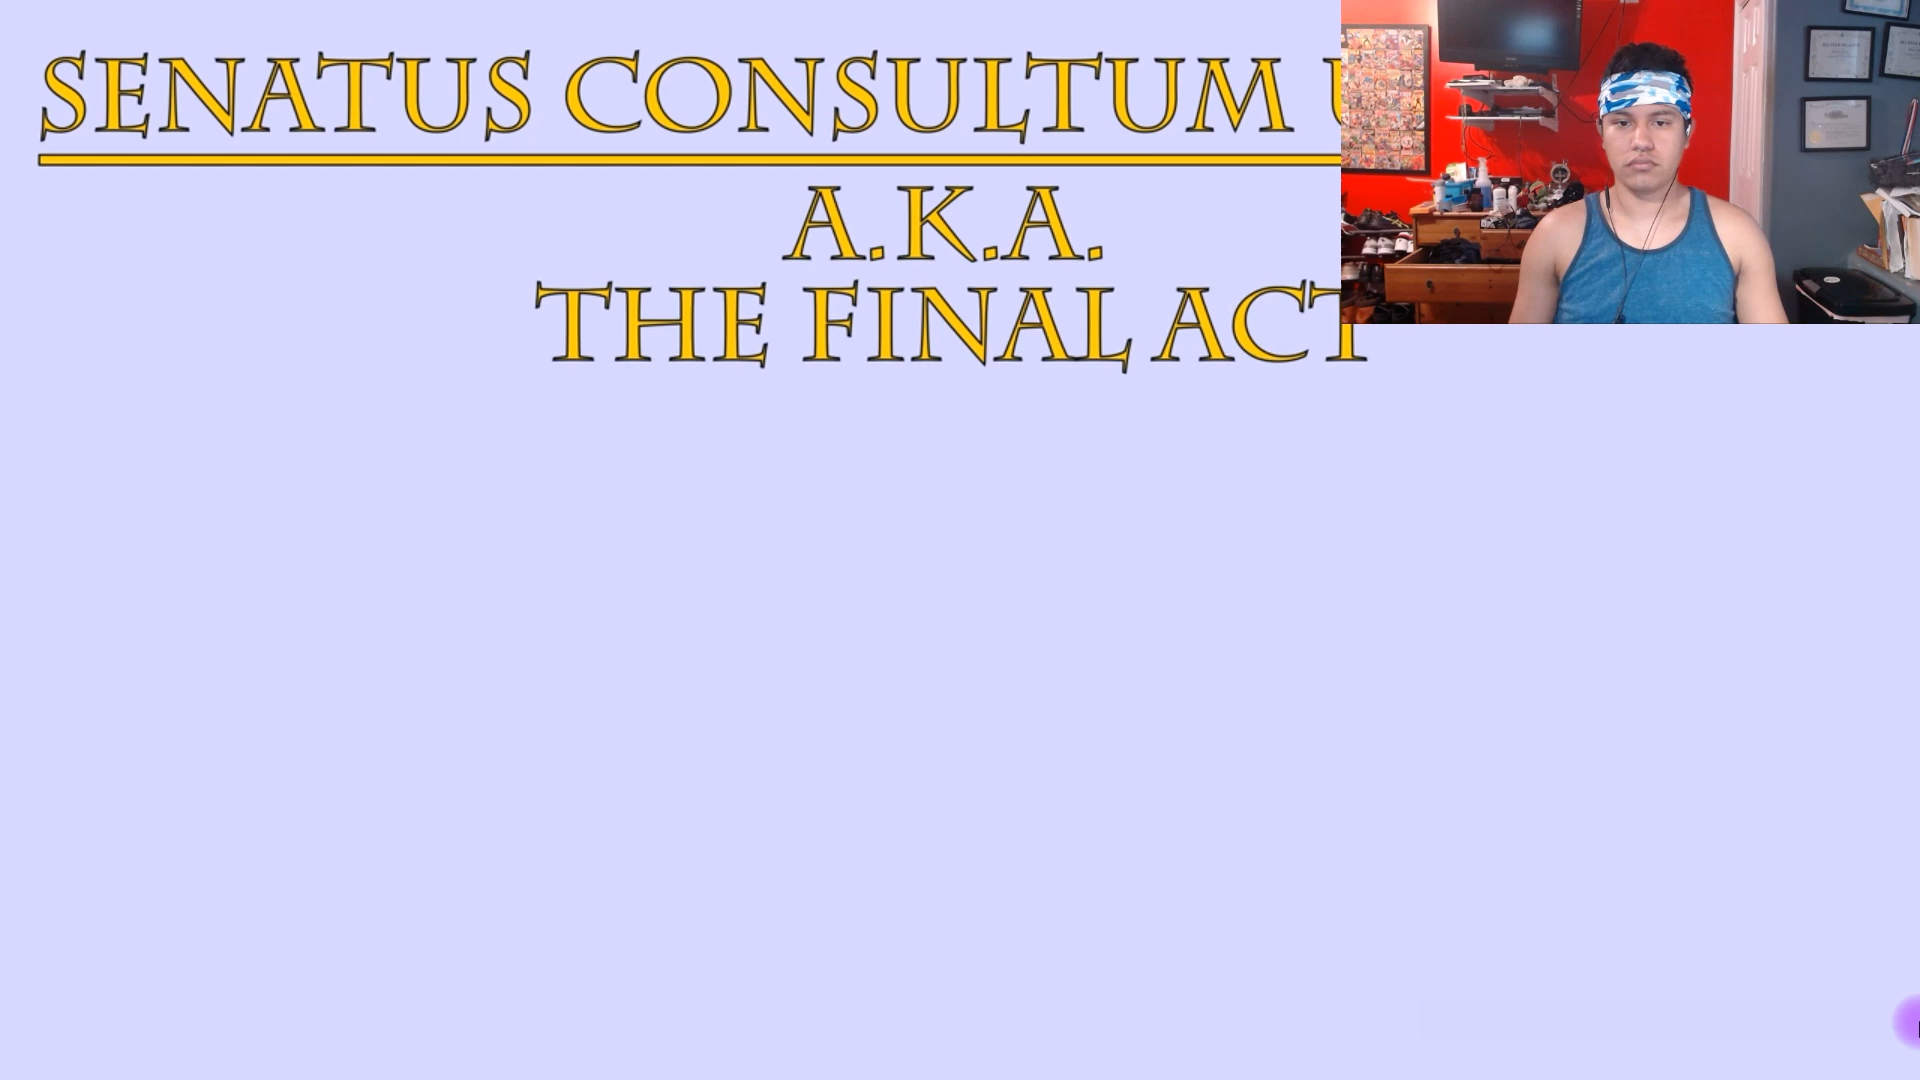 SENATUS CONSULTUM
A.K.A.
THE FINAL ACT